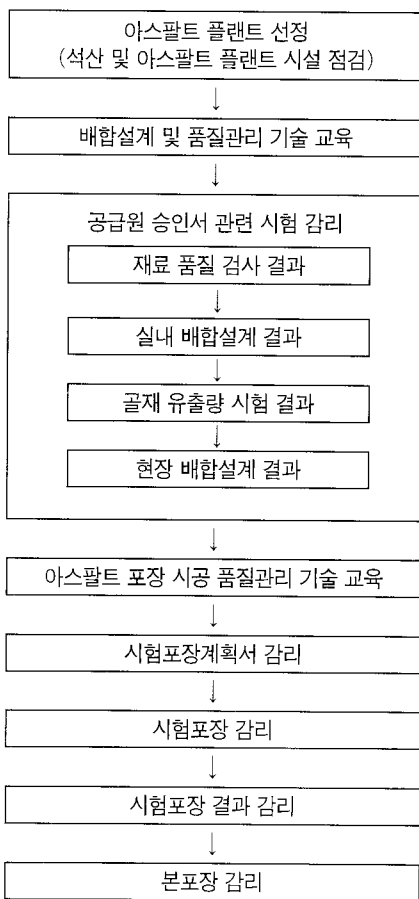 아스팔트 플랜트 선정
(석산 및 아스팔트 플랜트 시설 점검)
↓
배합설계 및 품질관리 기술 교육
↓
공급원 승인서 관련 시험 감리
재료 품질 검사 결과
↓
실내 배합설계 결과
↓
골재 유출량 시험 결과
↓
현장 배합설계 결과
↓
아스팔트 포장 시공 품질관리 기술 교육
↓
시험포장계획서 감리
↓
시험포장 감리
↓
시험포장 결과 감리
↓
본포장 감리